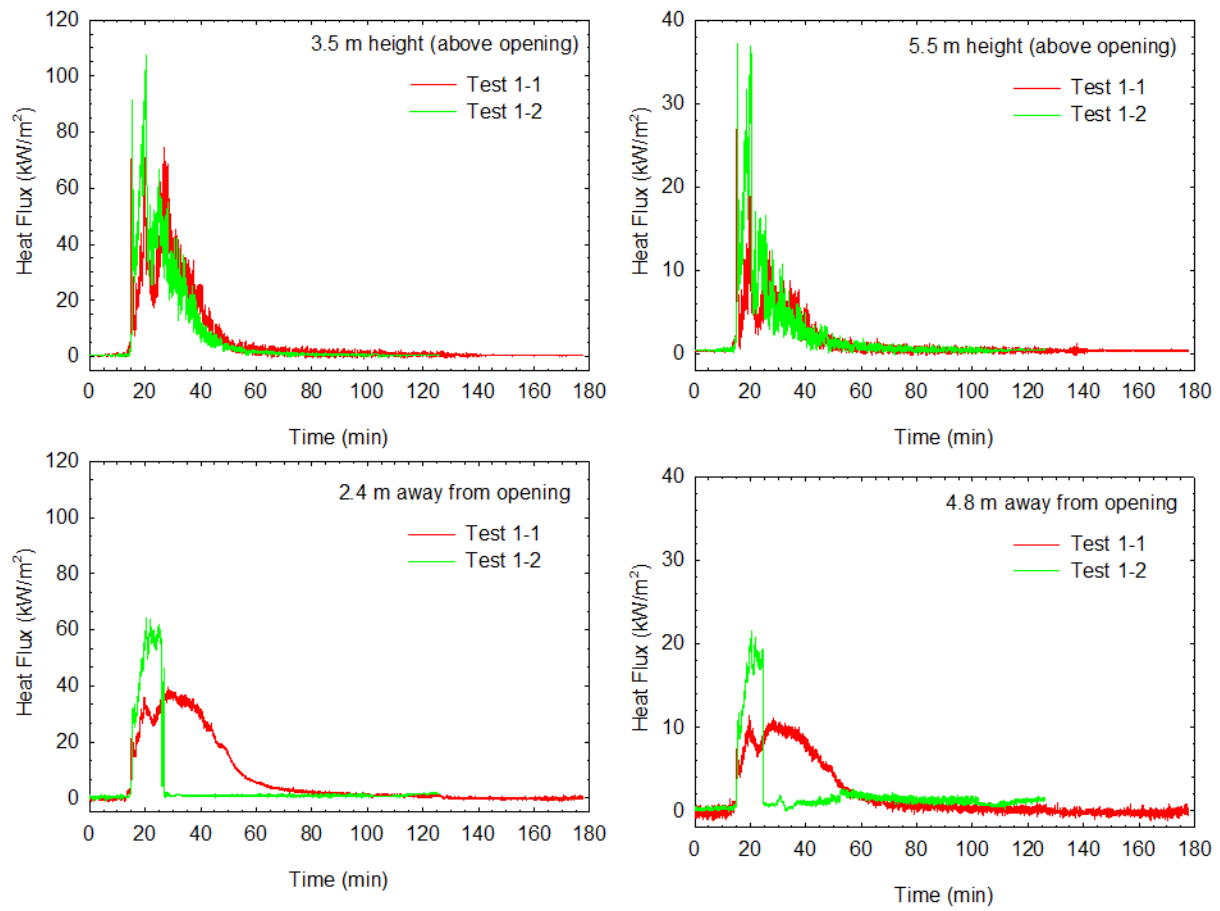 120
100
80
60
40
20
0
Heat Flux (kW/m²)
3.5 m height (above opening)
Test 1-1
Test 1-2
0 20 40 60 80 100 120 140 160 180
Time (min)
40
30
20
10
0
Heat Flux (kW/m²)
5.5 m height (above opening)
Test 1-1
Test 1-2
0 20 40 60 80 100 120 140 160 180
Time (min)
120
100
80
60
40
20
0
Heat Flux (kW/m²)
2.4 m away from opening
Test 1-1
Test 1-2
0 20 40 60 80 100 120 140 160 180
Time (min)
40
30
20
10
0
Heat Flux (kW/m²)
4.8 m away from opening
Test 1-1
Test 1-2
0 20 40 60 80 100 120 140 160 180
Time (min)